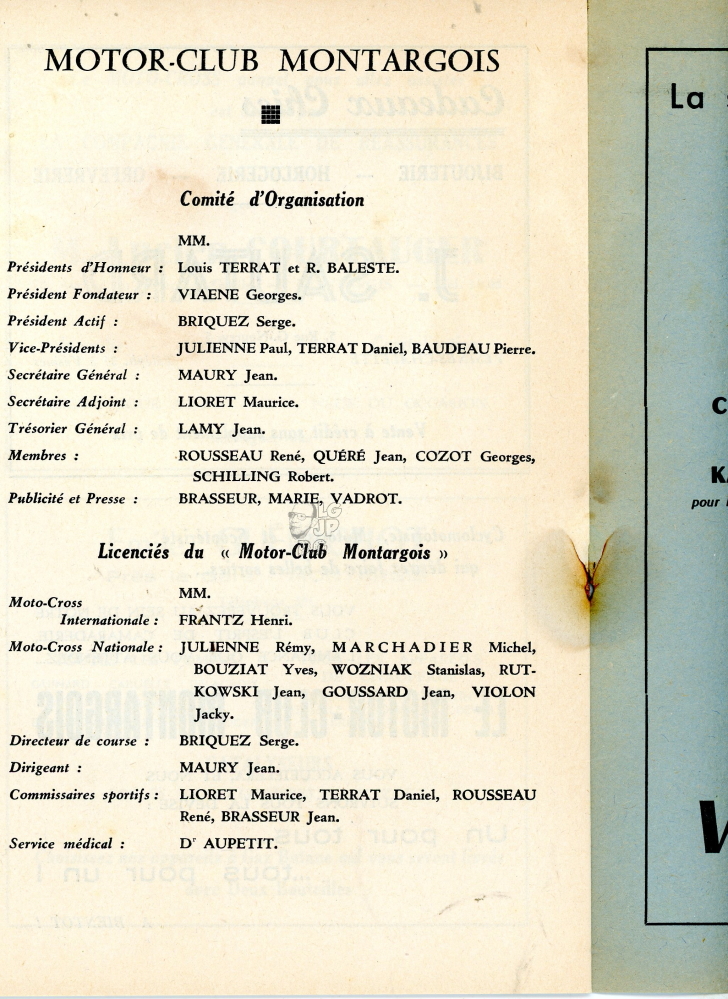 MOTOR-CLUB MONTARGOIS
Comité d'Organisation
MM.
Présidents d'Honneur : Louis TERRAT et R. BALESTE.
Président Fondateur : VIAENE Georges.
Président Actif : BRIQUEZ Serge.
Vice-Présidents : JULIENNE Paul, TERRAT Daniel, BAUDEAU Pierre.
Secrétaire Général : MAURY Jean.
Secrétaire Adjoint : LIORET Maurice.
Trésorier Général : LAMY Jean.
Membres : ROUSSEAU René, QUÉRÉ Jean, COZOT Georges,
SCHILLING Robert.
Publicité et Presse : BRASSEUR, MARIE, VADROT.
LG
JP
Licenciés du « Motor-Club Montargois »
MM.
Moto-Cross
Internationale : FRANTZ Henri.
Moto-Cross Nationale : JULIENNE Rémy, MARCHADIER Michel,
BOUZIAT Yves, WOZNIAK Stanislas, RUT-
KOWSKI Jean, GOUSSARD Jean, VIOLON
Jacky.
Directeur de course : BRIQUEZ Serge.
Dirigeant : MAURY Jean.
Commissaires sportifs : LIORET Maurice, TERRAT Daniel, ROUSSEAU
René, BRASSEUR Jean.
Service médical : Dr AUPETIT.
La
C
K
pour